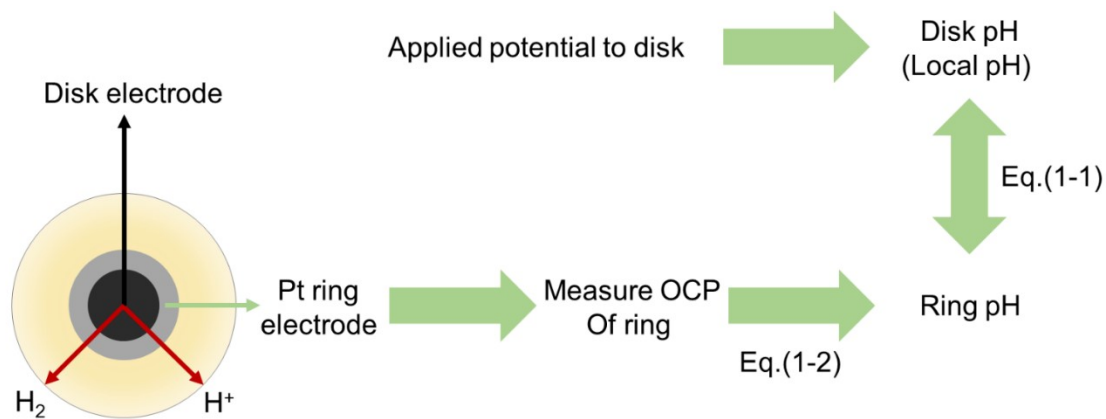 Applied potential to disk
Disk pH
(Local pH)
Disk electrode
Eq.(1-1)
Pt ring
electrode
Measure OCP
Of ring
Eq.(1-2)
Ring pH
H₂
H⁺